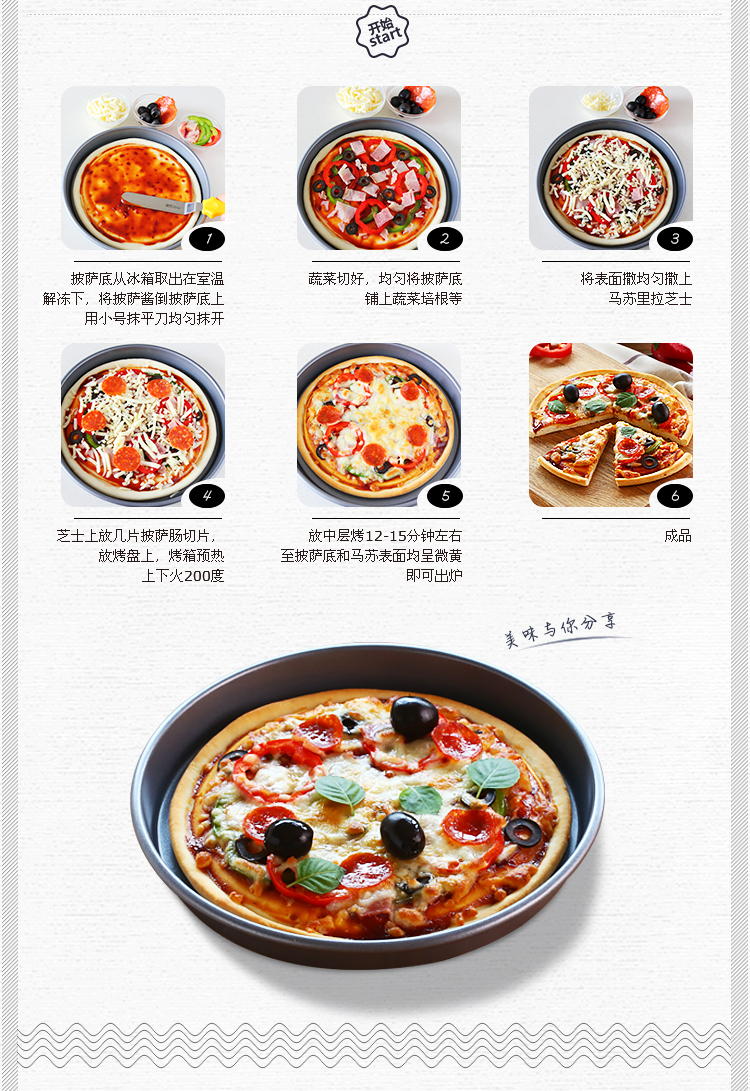 开始
start
1
2
3
披萨底从冰箱取出在室温
解冻下，将披萨酱倒披萨底上
用小号抹平刀均匀抹开
蔬菜切好，均匀将披萨底
铺上蔬菜培根等
将表面撒均匀撒上
马苏里拉芝士
4
5
6
芝士上放几片披萨肠切片，
放烤盘上，烤箱预热
上下火200度
放中层烤12-15分钟左右
至披萨底和马苏表面均呈微黄
即可出炉
成品
美味与你分享